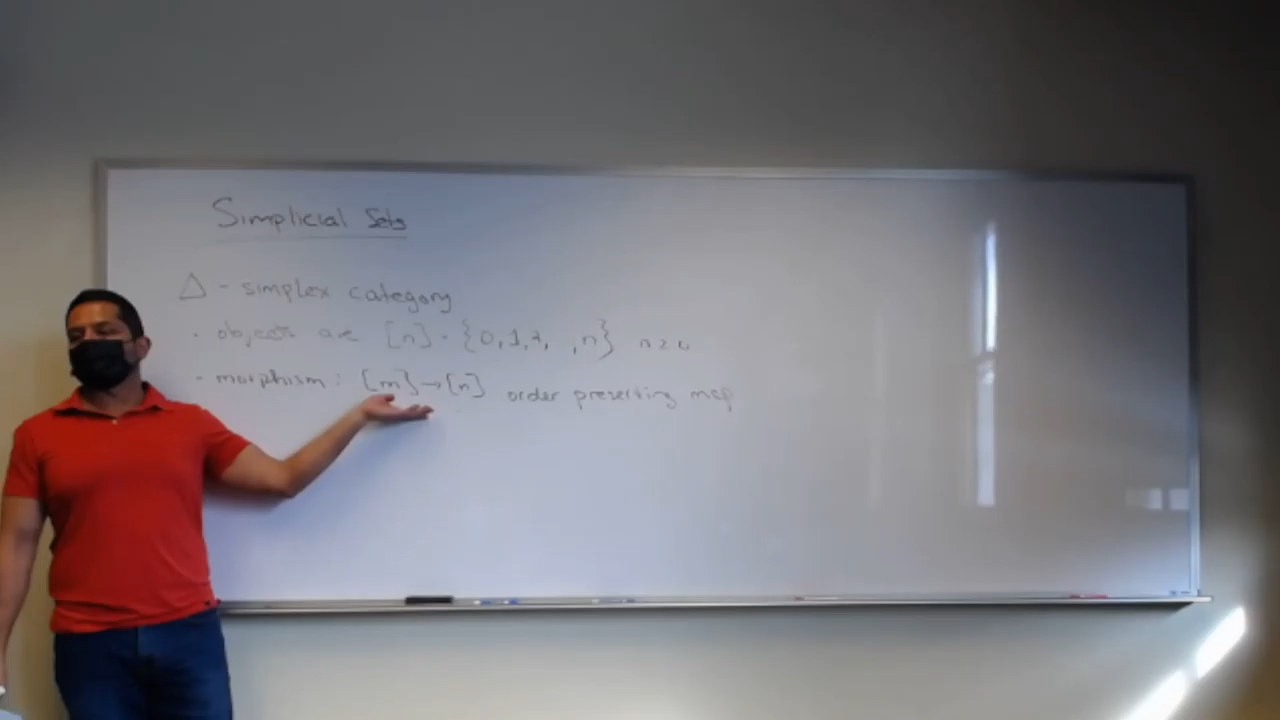 Simplicial Sets
Δ - simplex category
· objects are [n] = {0,1,2, ,n} n≥0
- morphism: [m]→[n] order preserving map